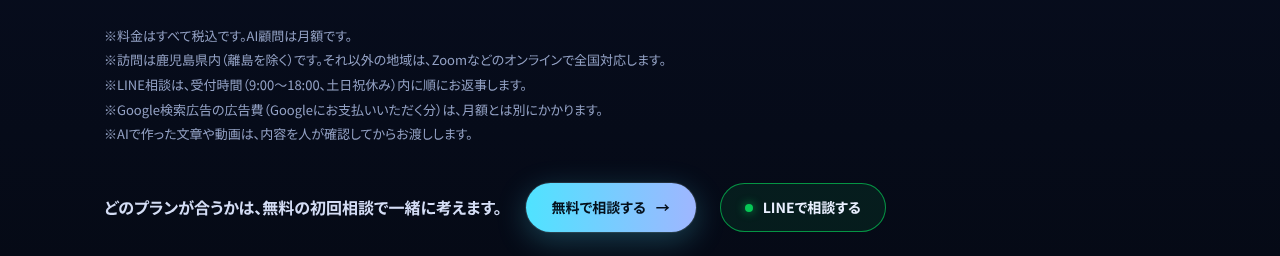 ※料金はすべて税込です。AI顧問は月額です。
※訪問は鹿児島県内（離島を除く）です。それ以外の地域は、Zoomなどのオンラインで全国対応します。
※LINE相談は、受付時間（9:00〜18:00、土日祝休み）内に順にお返事します。
※Google検索広告の広告費（Googleにお支払いいただく分）は、月額とは別にかかります。
※AIで作った文章や動画は、内容を人が確認してからお渡しします。
どのプランが合うかは、無料の初回相談で一緒に考えます。 無料で相談する → LINEで相談する